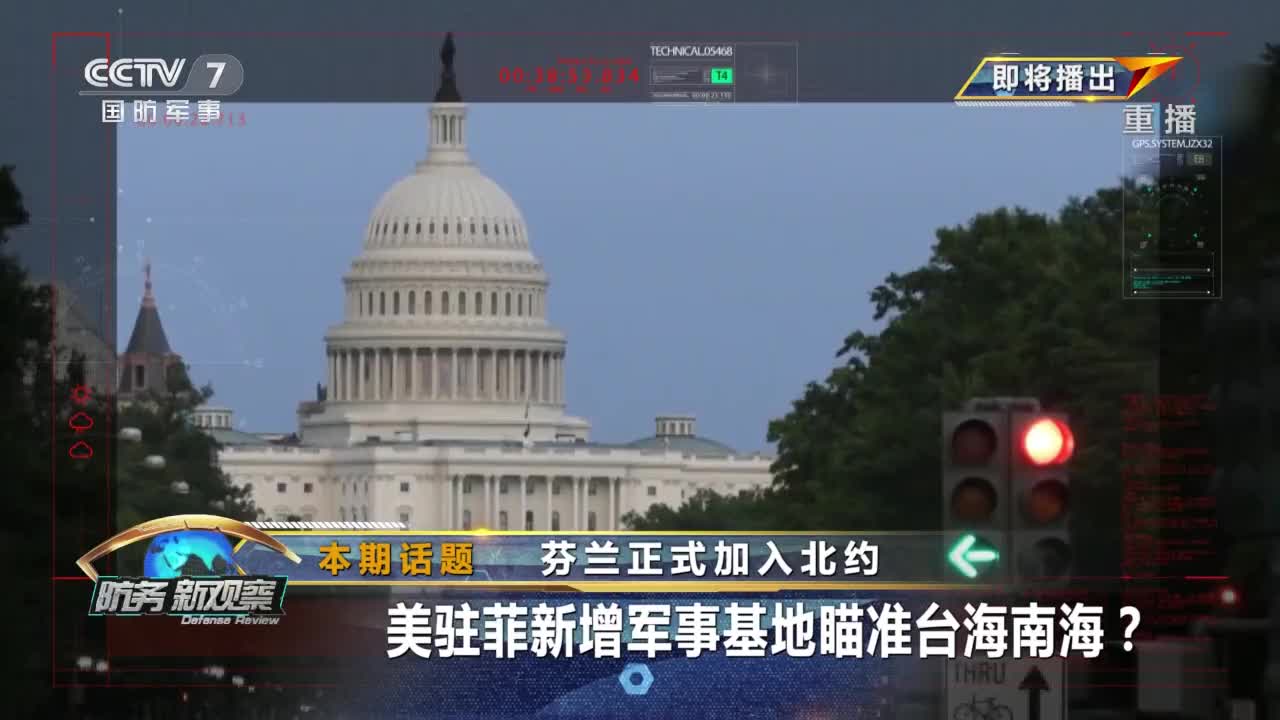 CCTV 7
国防军事
TECHNICAL.05468
T4
即将播出
重播
GPS.SYSTEM.JZX32
本期话题 芬兰正式加入北约
防务新观察
Defense Review
美驻菲新增军事基地瞄准台海南海？
THRU